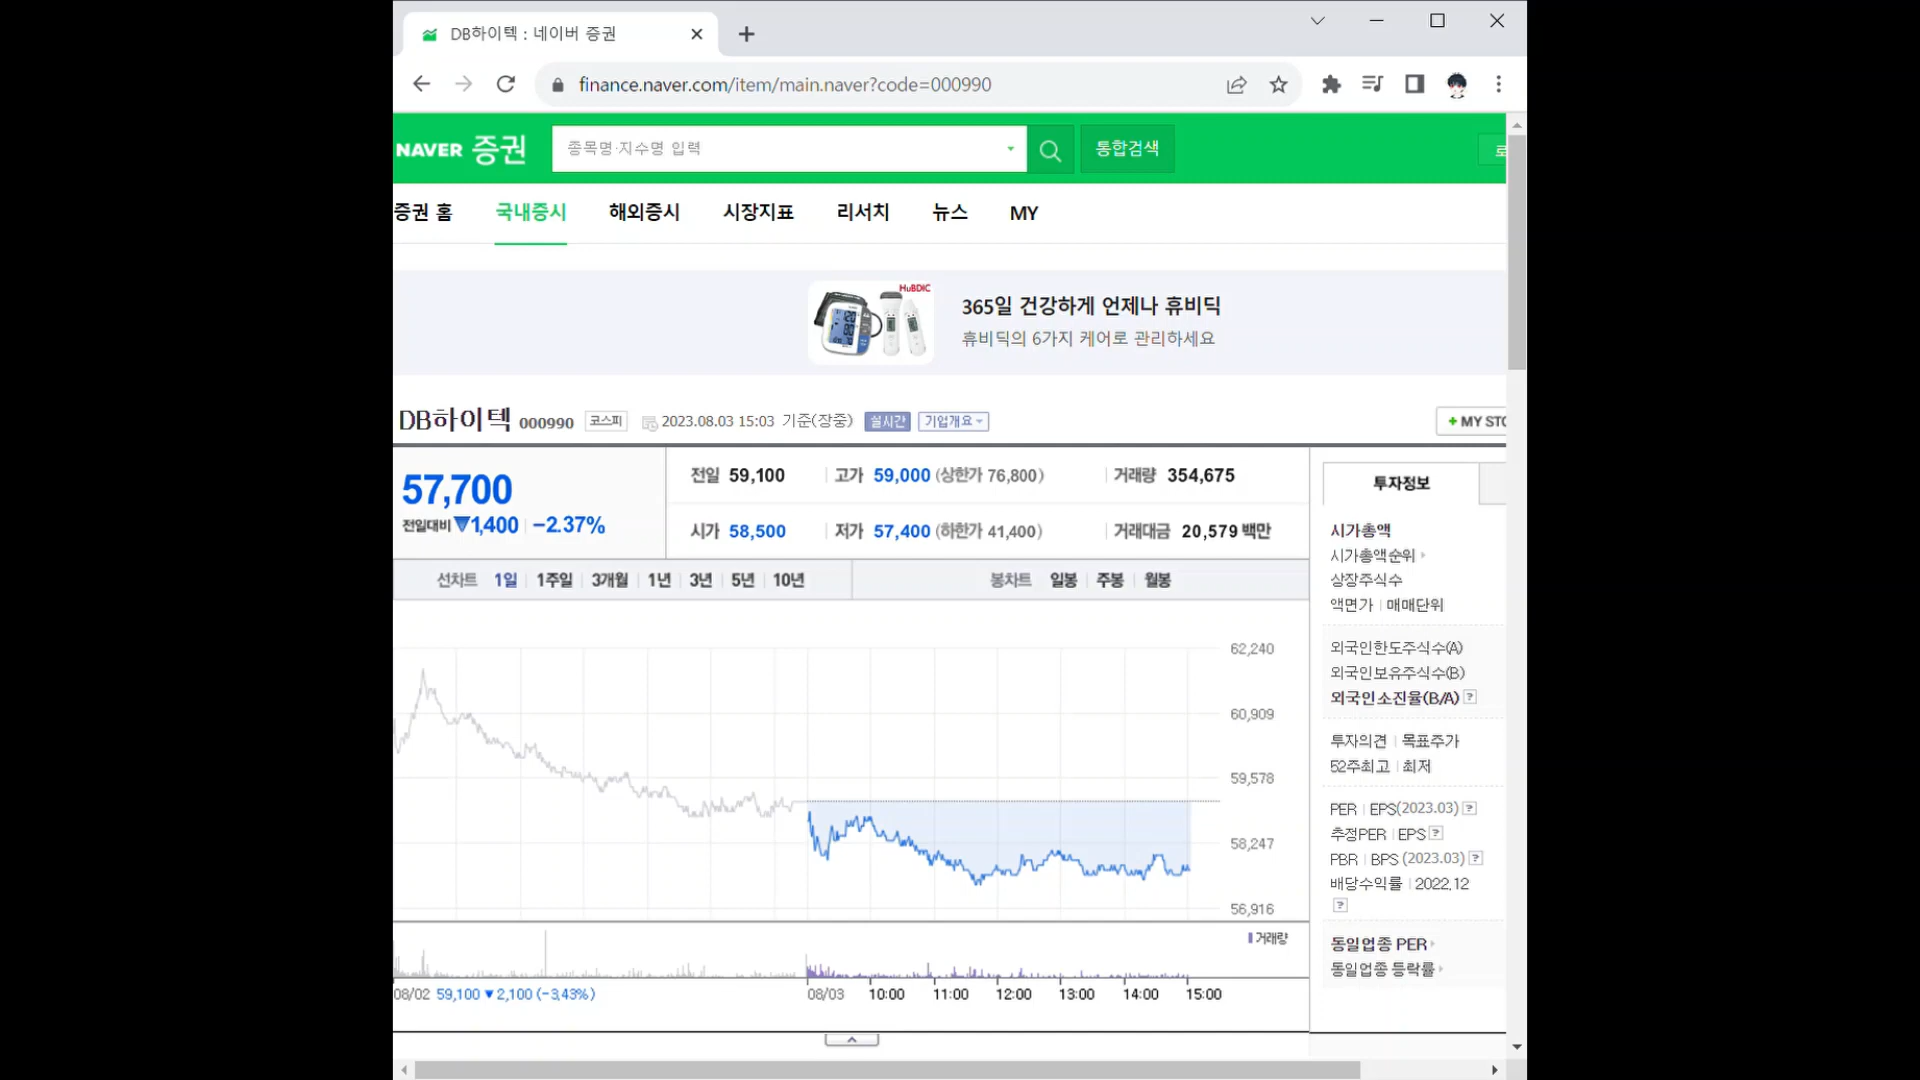 DB하이텍 : 네이버 증권
finance.naver.com/item/main.naver?code=000990
NAVER 증권
종목명·지수명 입력
통합검색
로
증권 홈 국내증시 해외증시 시장지표 리서치 뉴스 MY
HuBDIC
365일 건강하게 언제나 휴비딕
휴비딕의 6가지 케어로 관리하세요
DB하이텍 000990 코스피 2023.08.03 15:03 기준(장중) 실시간 기업개요
+ MY STO
57,700
전일대비 ▼1,400 -2.37%
전일 59,100 고가 59,000 (상한가 76,800) 거래량 354,675
시가 58,500 저가 57,400 (하한가 41,400) 거래대금 20,579 백만
선차트 1일 1주일 3개월 1년 3년 5년 10년
봉차트 일봉 주봉 월봉
62,240
60,909
59,578
58,247
56,916
거래량
08/02 59,100 ▼2,100 (-3,43%)
08/03 10:00 11:00 12:00 13:00 14:00 15:00
투자정보
시가총액
시가총액순위
상장주식수
액면가 | 매매단위
외국인한도주식수(A)
외국인보유주식수(B)
외국인소진율(B/A) ?
투자의견 | 목표주가
52주최고 | 최저
PER | EPS(2023.03) ?
추정PER | EPS ?
PBR | BPS (2023.03) ?
배당수익률 | 2022.12
?
동일업종 PER
동일업종 등락률